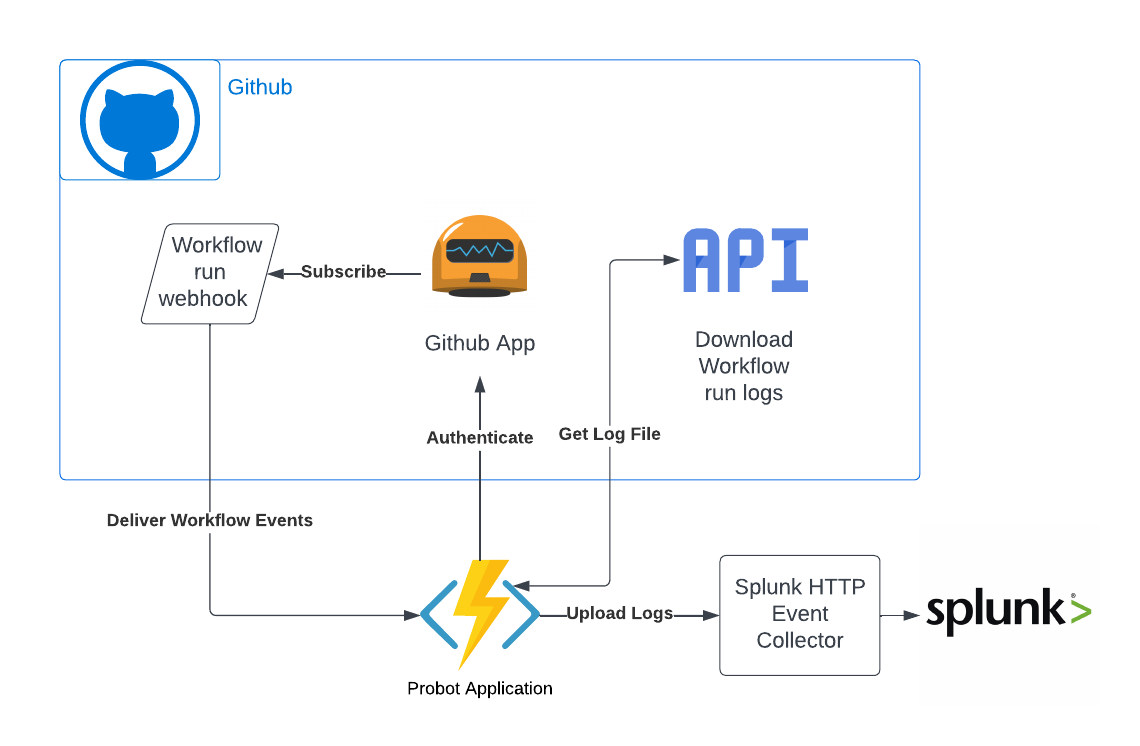 Github
Workflow
run
webhook
Subscribe
Github App
API
Download
Workflow
run logs
Authenticate
Get Log File
Deliver Workflow Events
Probot Application
Upload Logs
Splunk HTTP
Event
Collector
splunk>®